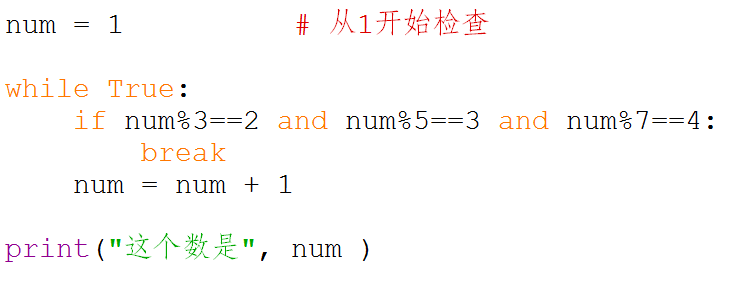 num = 1          # 从1开始检查
while True:
    if num%3==2 and num%5==3 and num%7==4:
        break
    num = num + 1
print("这个数是", num )